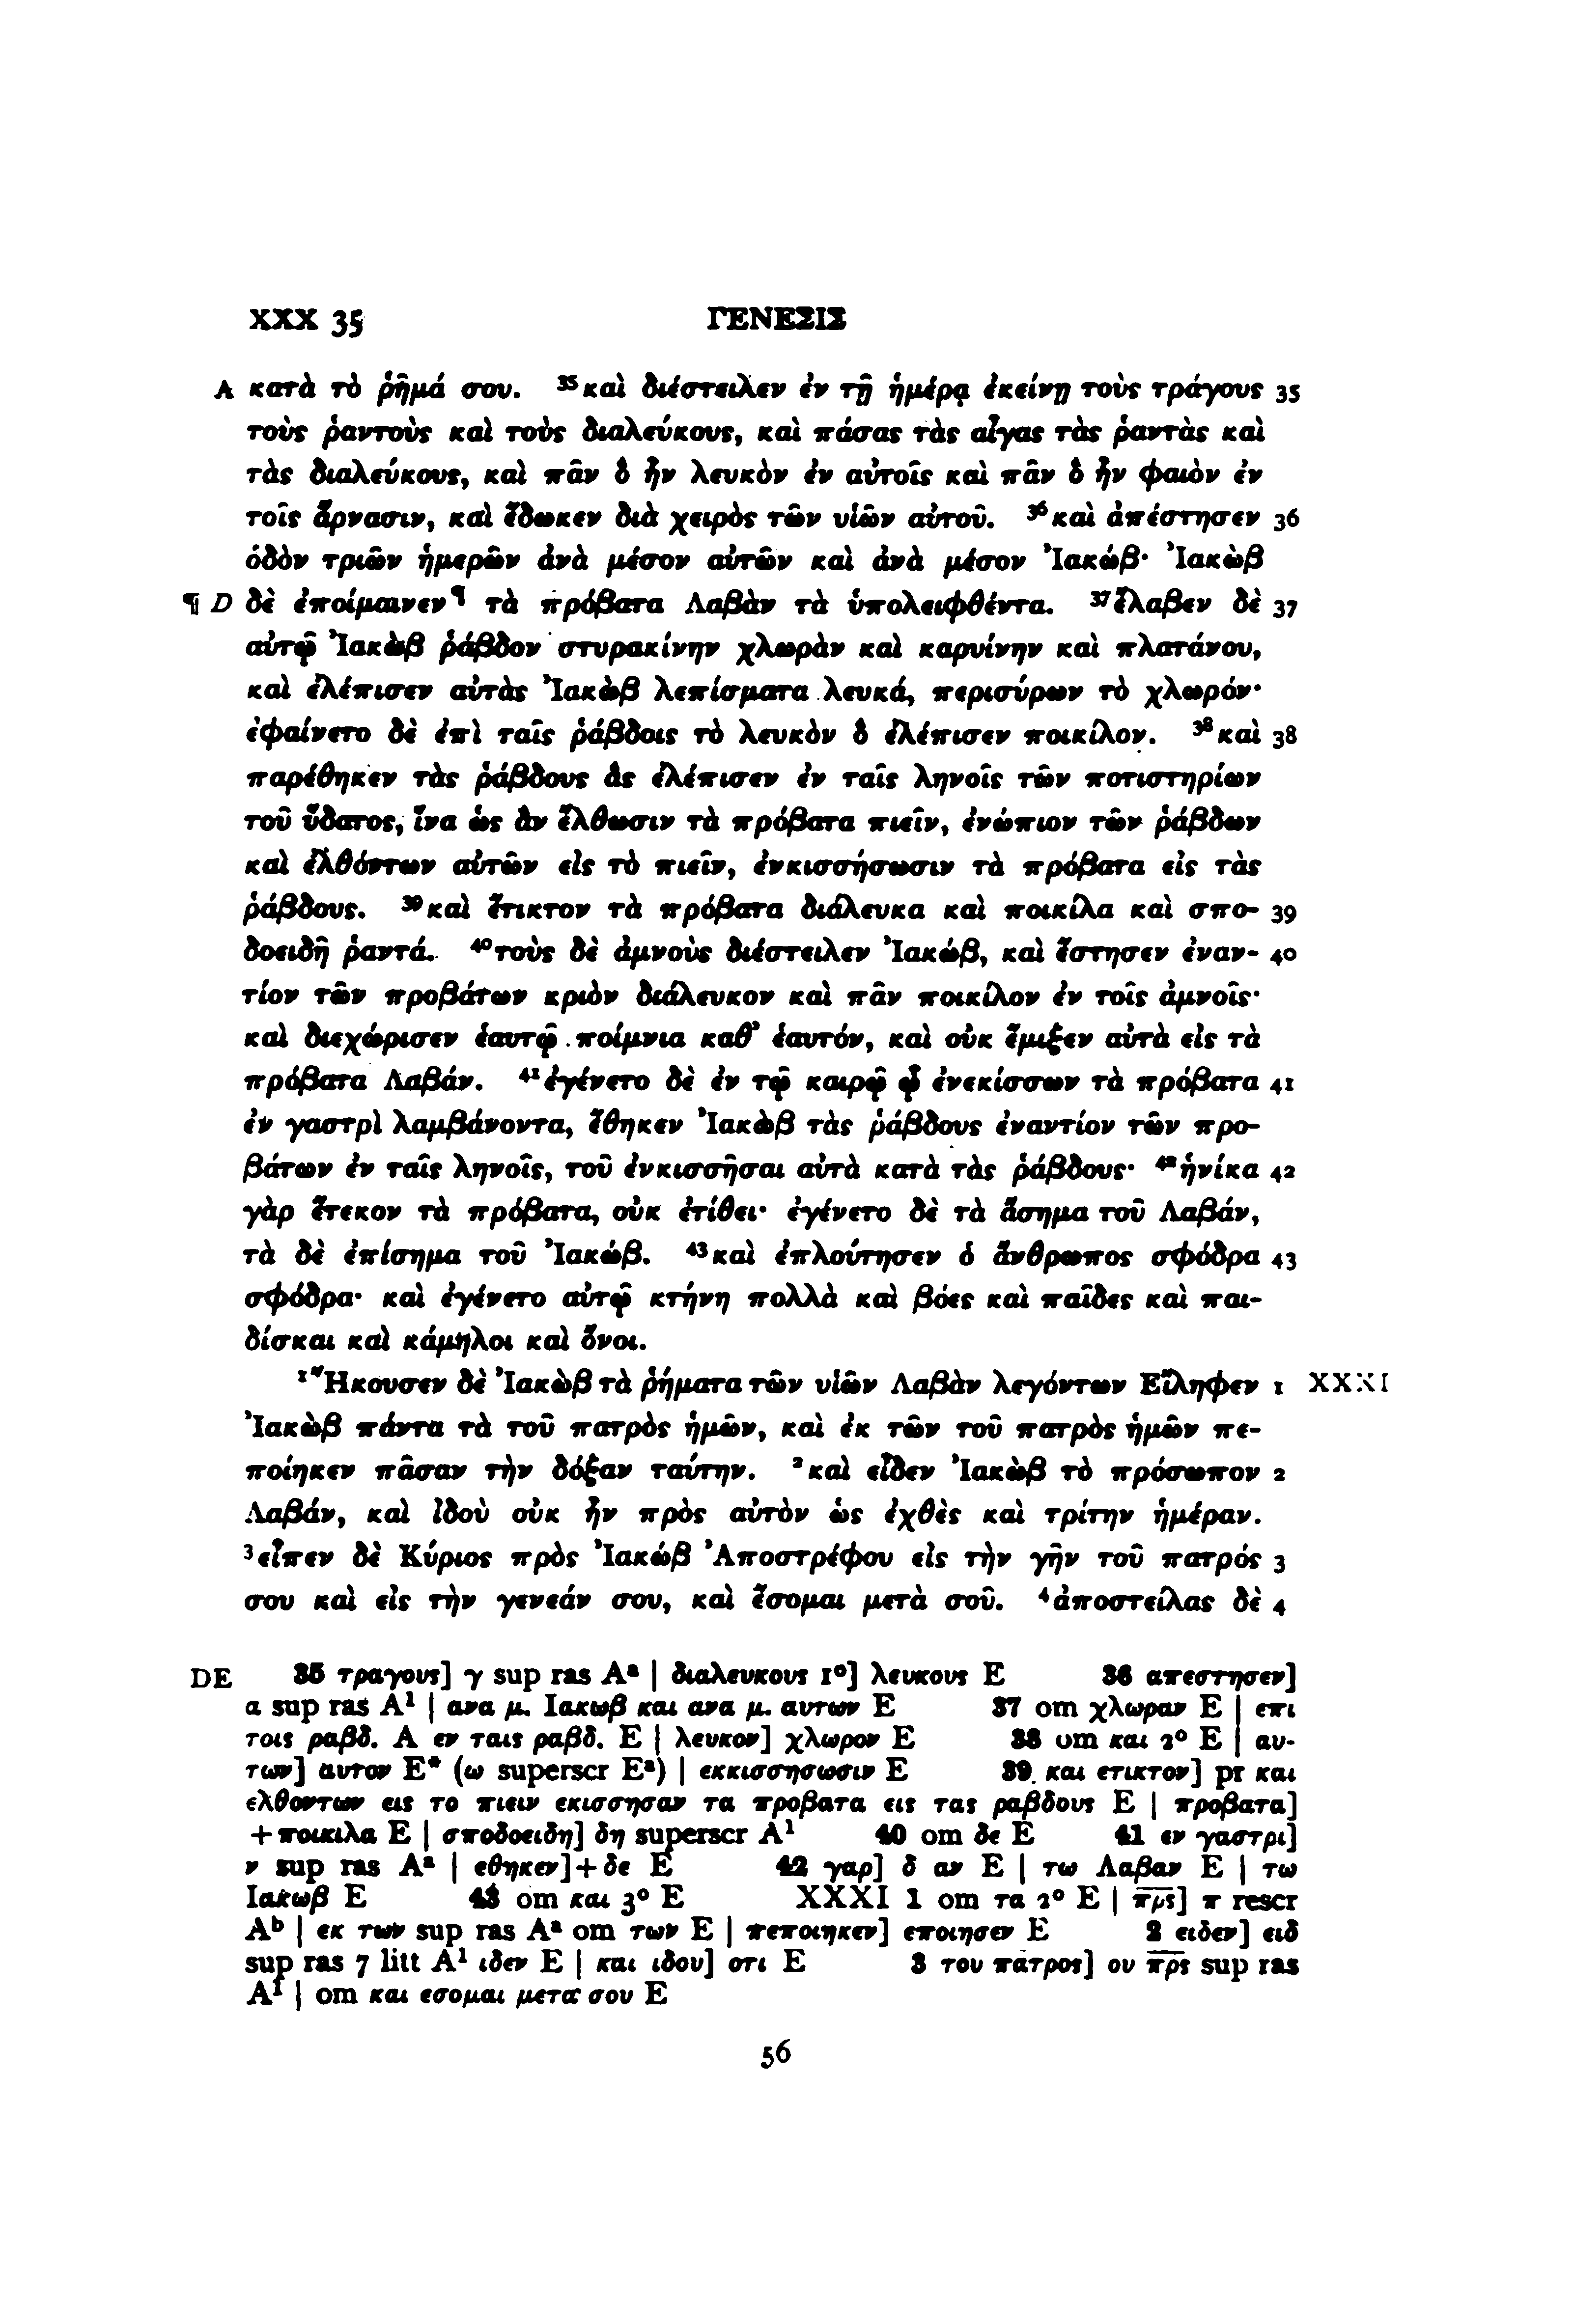 XXX 35 ΓΕΝΕΣΙΣ
A κατὰ τὸ ῥῆμά σου. ³⁵καὶ διέστειλεν ἐν τῇ ἡμέρᾳ ἐκείνῃ τοὺς τράγους 35
τοὺς ῥαντοὺς καὶ τοὺς διαλεύκους, καὶ πάσας τὰς αἶγας τὰς ῥαντὰς καὶ
τὰς διαλεύκους, καὶ πᾶν ὃ ἦν λευκὸν ἐν αὐτοῖς καὶ πᾶν ὃ ἦν φαιὸν ἐν
τοῖς ἄρνασιν, καὶ ἔδωκεν διὰ χειρὸς τῶν υἱῶν αὐτοῦ. ³⁶καὶ ἀπέστησεν 36
ὁδὸν τριῶν ἡμερῶν ἀνὰ μέσον αὐτῶν καὶ ἀνὰ μέσον Ἰακώβ· Ἰακὼβ
¶ D δὲ ἐποίμαινεν¶ τὰ πρόβατα Λαβὰν τὰ ὑπολειφθέντα. ³⁷ἔλαβεν δὲ 37
αὐτῷ Ἰακὼβ ῥάβδον στυρακίνην χλωρὰν καὶ καρυίνην καὶ πλατάνου,
καὶ ἐλέπισεν αὐτὰς Ἰακὼβ λεπίσματα λευκά, περισύρων τὸ χλωρόν·
ἐφαίνετο δὲ ἐπὶ ταῖς ῥάβδοις τὸ λευκὸν ὃ ἐλέπισεν ποικίλον. ³⁸καὶ 38
παρέθηκεν τὰς ῥάβδους ἃς ἐλέπισεν ἐν ταῖς ληνοῖς τῶν ποτιστηρίων
τοῦ ὕδατος, ἵνα ὡς ἂν ἔλθωσιν τὰ πρόβατα πιεῖν, ἐνώπιον τῶν ῥάβδων
καὶ ἐλθόντων αὐτῶν εἰς τὸ πιεῖν, ἐνκισσήσωσιν τὰ πρόβατα εἰς τὰς
ῥάβδους. ³⁹καὶ ἔτικτον τὰ πρόβατα διάλευκα καὶ ποικίλα καὶ σπο- 39
δοειδῆ ῥαντά. ⁴⁰τοὺς δὲ ἀμνοὺς διέστειλεν Ἰακώβ, καὶ ἔστησεν ἐναν- 40
τίον τῶν προβάτων κριὸν διάλευκον καὶ πᾶν ποικίλον ἐν τοῖς ἀμνοῖς·
καὶ διεχώρισεν ἑαυτῷ ποίμνια καθ’ ἑαυτόν, καὶ οὐκ ἔμιξεν αὐτὰ εἰς τὰ
πρόβατα Λαβάν. ⁴¹ἐγένετο δὲ ἐν τῷ καιρῷ ᾧ ἐνεκίσσων τὰ πρόβατα 41
ἐν γαστρὶ λαμβάνοντα, ἔθηκεν Ἰακὼβ τὰς ῥάβδους ἐναντίον τῶν προ-
βάτων ἐν ταῖς ληνοῖς, τοῦ ἐνκισσῆσαι αὐτὰ κατὰ τὰς ῥάβδους· ⁴²ἡνίκα 42
γὰρ ἔτεκον τὰ πρόβατα, οὐκ ἐτίθει· ἐγένετο δὲ τὰ ἄσημα τοῦ Λαβάν,
τὰ δὲ ἐπίσημα τοῦ Ἰακώβ. ⁴³καὶ ἐπλούτησεν ὁ ἄνθρωπος σφόδρα 43
σφόδρα· καὶ ἐγένετο αὐτῷ κτήνη πολλὰ καὶ βόες καὶ παῖδες καὶ παι-
δίσκαι καὶ κάμηλοι καὶ ὄνοι.
¹Ἤκουσεν δὲ Ἰακὼβ τὰ ῥήματα τῶν υἱῶν Λαβὰν λεγόντων Εἴληφεν 1 XXXI
Ἰακὼβ πάντα τὰ τοῦ πατρὸς ἡμῶν, καὶ ἐκ τῶν τοῦ πατρὸς ἡμῶν πε-
ποίηκεν πᾶσαν τὴν δόξαν ταύτην. ²καὶ εἶδεν Ἰακὼβ τὸ πρόσωπον 2
Λαβάν, καὶ ἰδοὺ οὐκ ἦν πρὸς αὐτὸν ὡς ἐχθὲς καὶ τρίτην ἡμέραν.
³εἶπεν δὲ Κύριος πρὸς Ἰακώβ Ἀποστρέφου εἰς τὴν γῆν τοῦ πατρός 3
σου καὶ εἰς τὴν γενεάν σου, καὶ ἔσομαι μετὰ σοῦ. ⁴ἀποστείλας δὲ 4
DE 35 τραγους] γ sup ras Aᵃ | διαλευκους 1º] λευκους E 36 απεστησεν]
α sup ras A¹ | ανα μ. Ιακωβ και ανα μ. αυτων E 37 om χλωραν E | επι
τοις ραβδ. A εν ταις ραβδ. E | λευκον] χλωρον E 38 om και 2º E | αυ-
των] αυτον E* (ω superscr Eᵃ) | εκκισσησωσιν E 39 και ετικτον] pr και
ελθοντων εις το πιειν εκισσησαν τα προβατα εις τας ραβδους E | προβατα]
+ποικιλα E | σποδοειδη] δη superscr A¹ 40 om δε E 41 εν γαστρι]
ν sup ras Aᵃ | εθηκεν]+δε E 42 γαρ] δ αν E | τω Λαβαν E | τω
Ιακωβ E 43 om και 3º E XXXI 1 om τα 2º E | π̅ρ̅ς̅] π rescr
Aᵇ | εκ των sup ras Aᵃ om των E | πεποιηκεν] εποιησεν E 2 ειδεν] ειδ
sup ras 7 litt A¹ ιδεν E | και ιδου] οτι E 3 του πατρος] ου π̅ρ̅ς̅ sup ras
A¹ | om και εσομαι μετα σου E
56